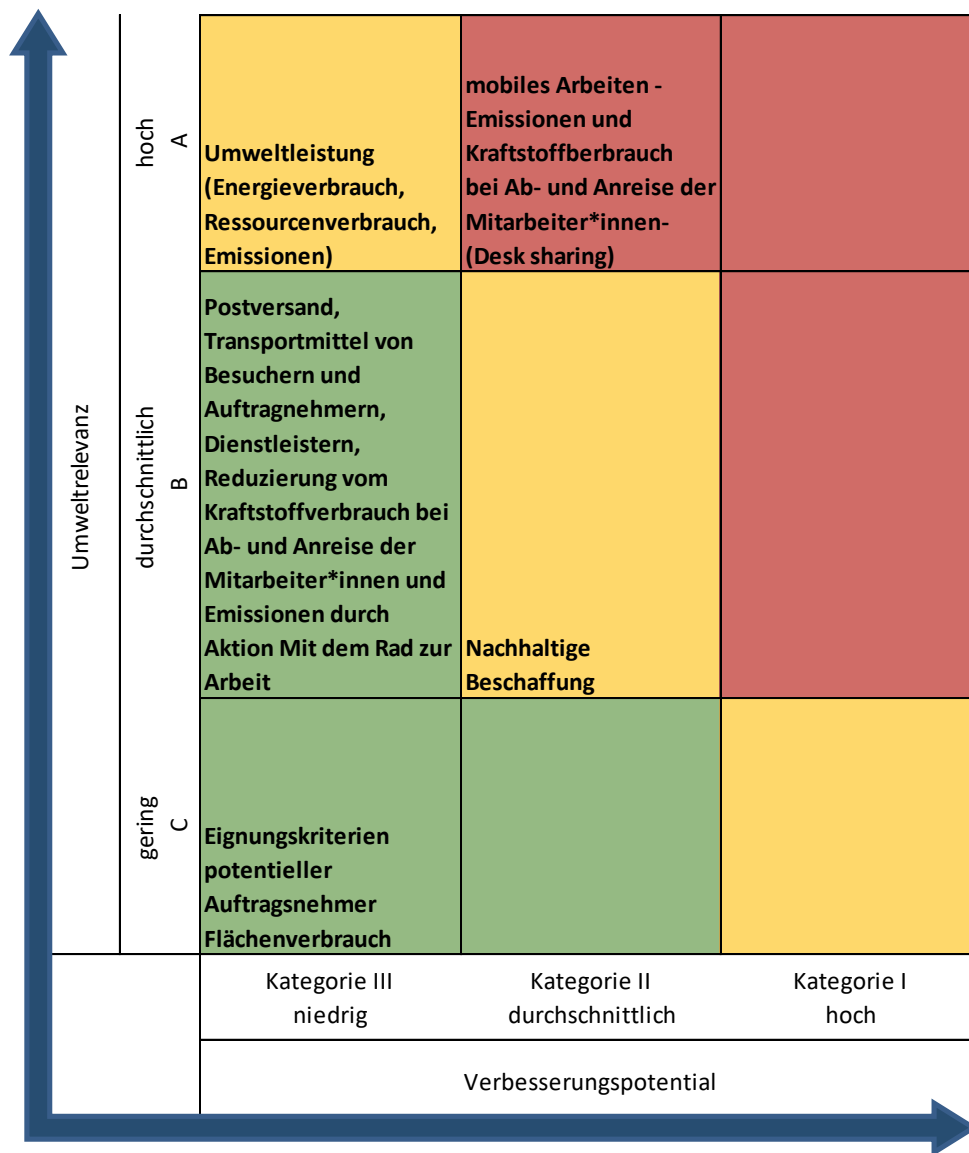 Umweltrelevanz
hoch
A
Umweltleistung
(Energieverbrauch,
Ressourcenverbrauch,
Emissionen)
mobiles Arbeiten -
Emissionen und
Kraftstoffberbrauch
bei Ab- und Anreise der
Mitarbeiter*innen-
(Desk sharing)
durchschnittlich
B
Postversand,
Transportmittel von
Besuchern und
Auftragnehmern,
Dienstleistern,
Reduzierung vom
Kraftstoffverbrauch bei
Ab- und Anreise der
Mitarbeiter*innen und
Emissionen durch
Aktion Mit dem Rad zur
Arbeit
Nachhaltige
Beschaffung
gering
C
Eignungskriterien
potentieller
Auftragsnehmer
Flächenverbrauch
Kategorie III
niedrig
Kategorie II
durchschnittlich
Kategorie I
hoch
Verbesserungspotential